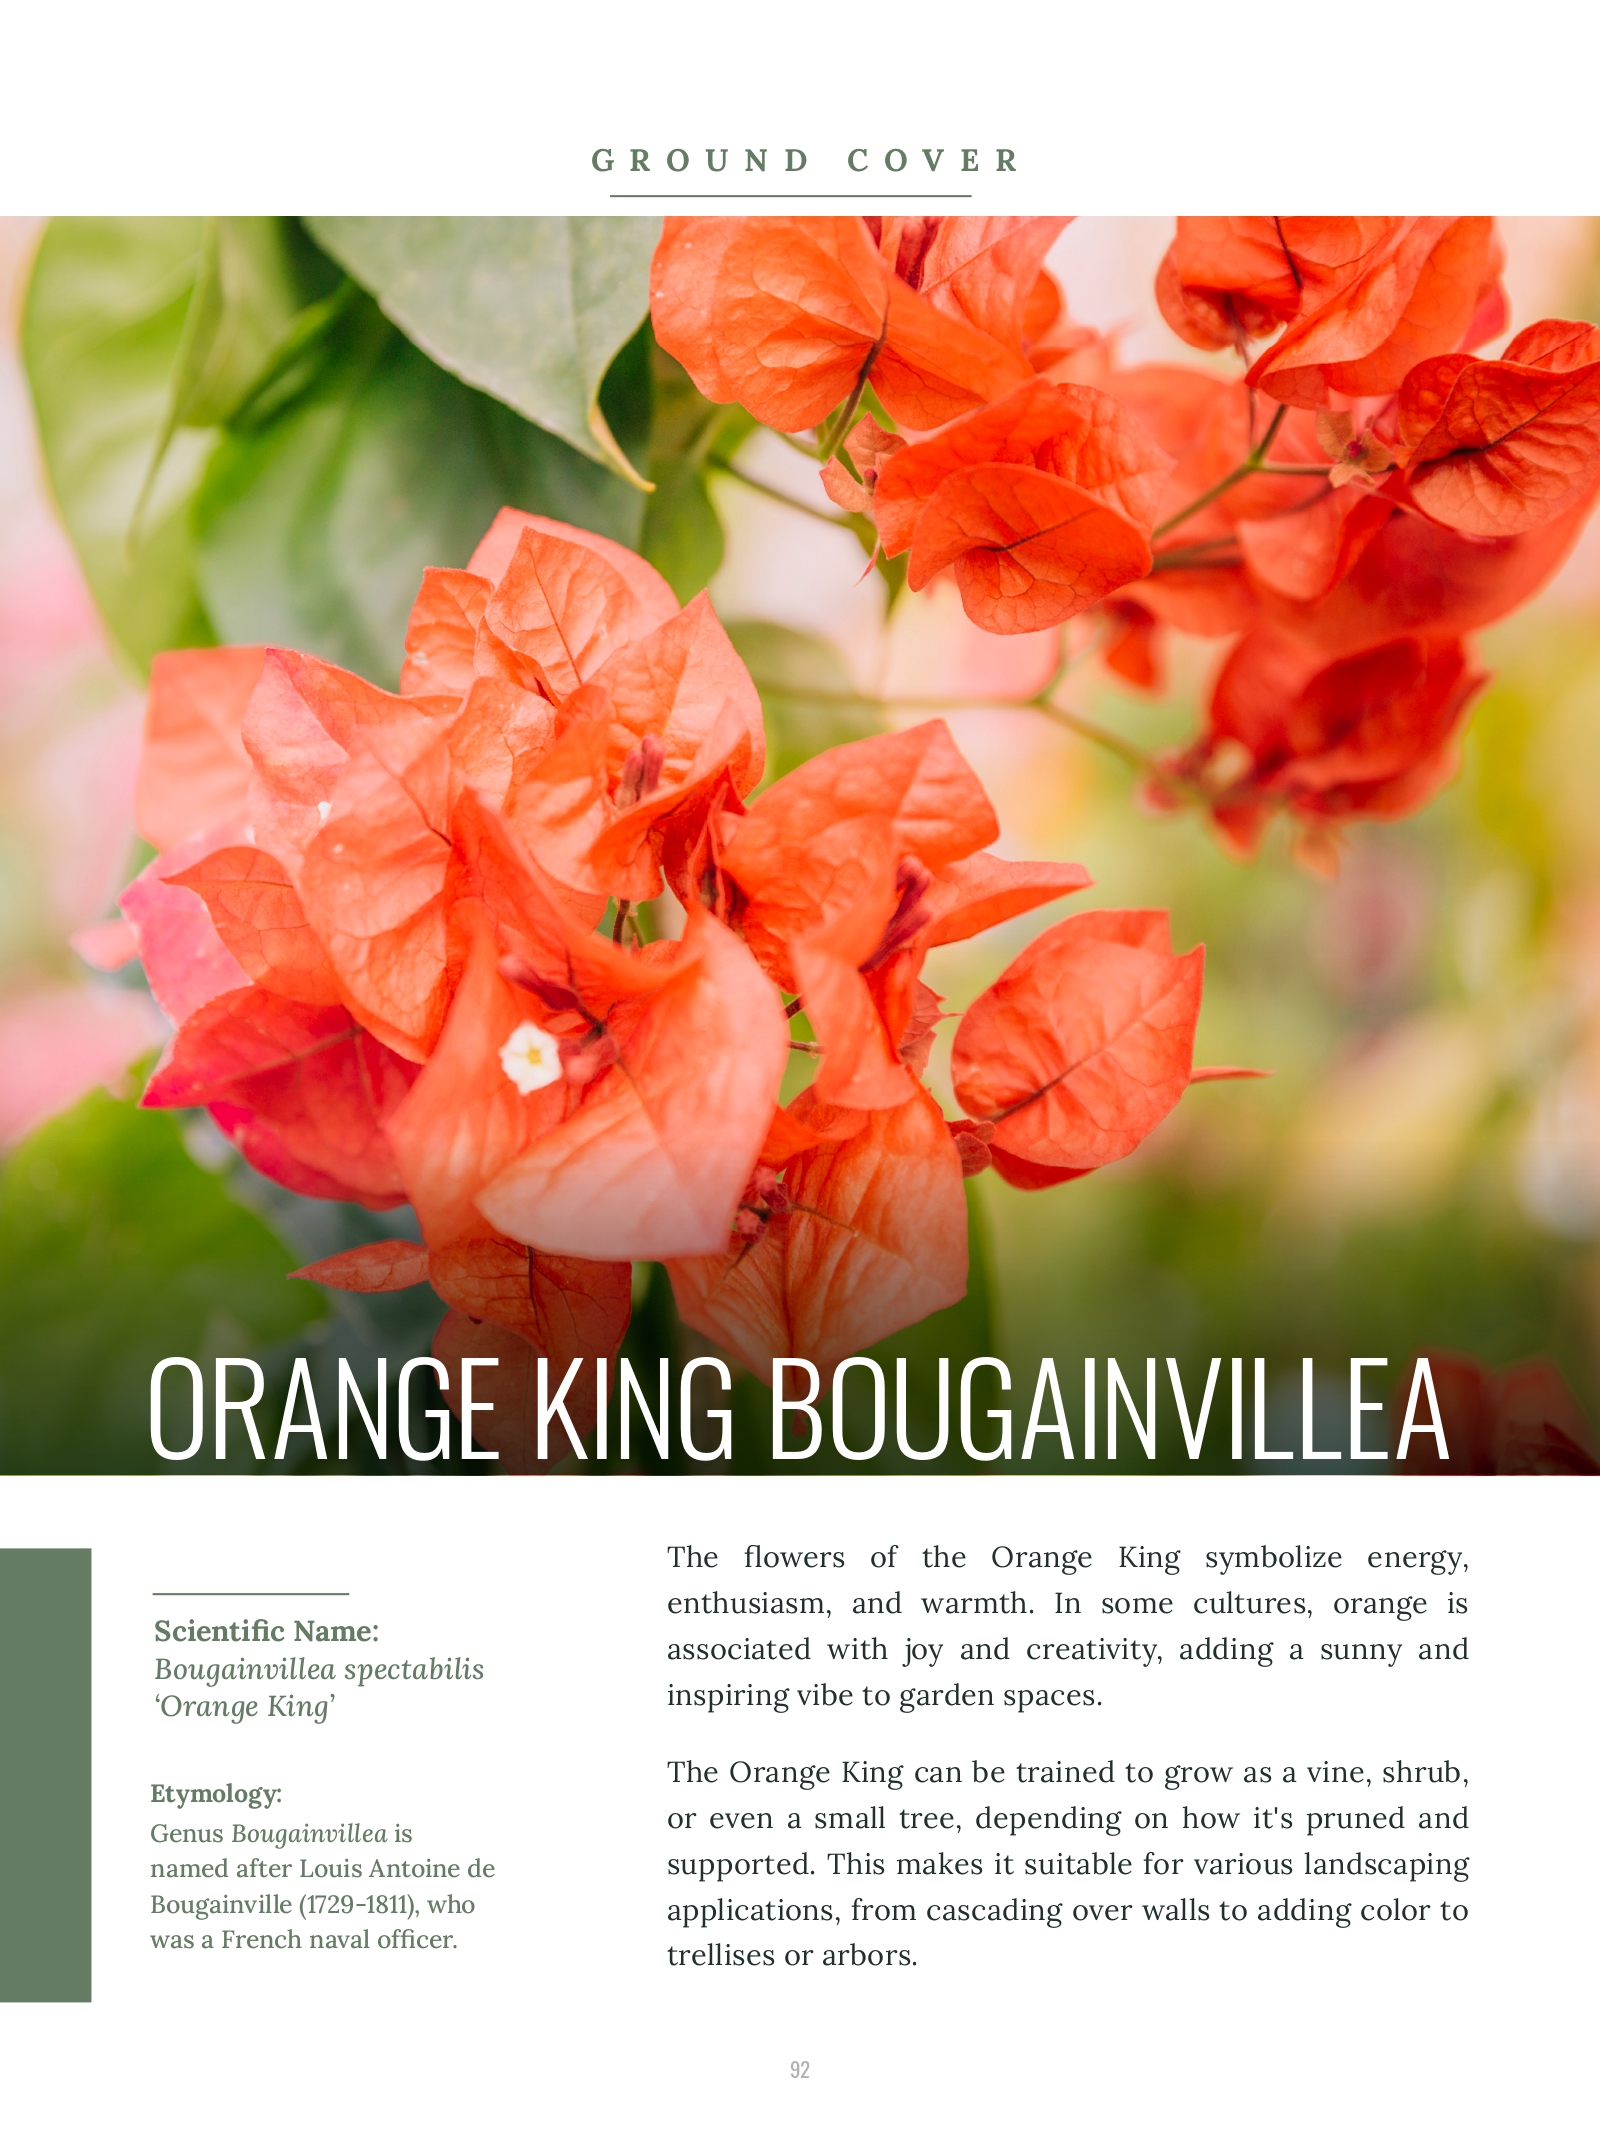 GROUND COVER
ORANGE KING BOUGAINVILLEA
Scientific Name:
Bougainvillea spectabilis
‘Orange King’
Etymology:
Genus Bougainvillea is
named after Louis Antoine de
Bougainville (1729-1811), who
was a French naval officer.
The flowers of the Orange King symbolize energy,
enthusiasm, and warmth. In some cultures, orange is
associated with joy and creativity, adding a sunny and
inspiring vibe to garden spaces.
The Orange King can be trained to grow as a vine, shrub,
or even a small tree, depending on how it's pruned and
supported. This makes it suitable for various landscaping
applications, from cascading over walls to adding color to
trellises or arbors.
92